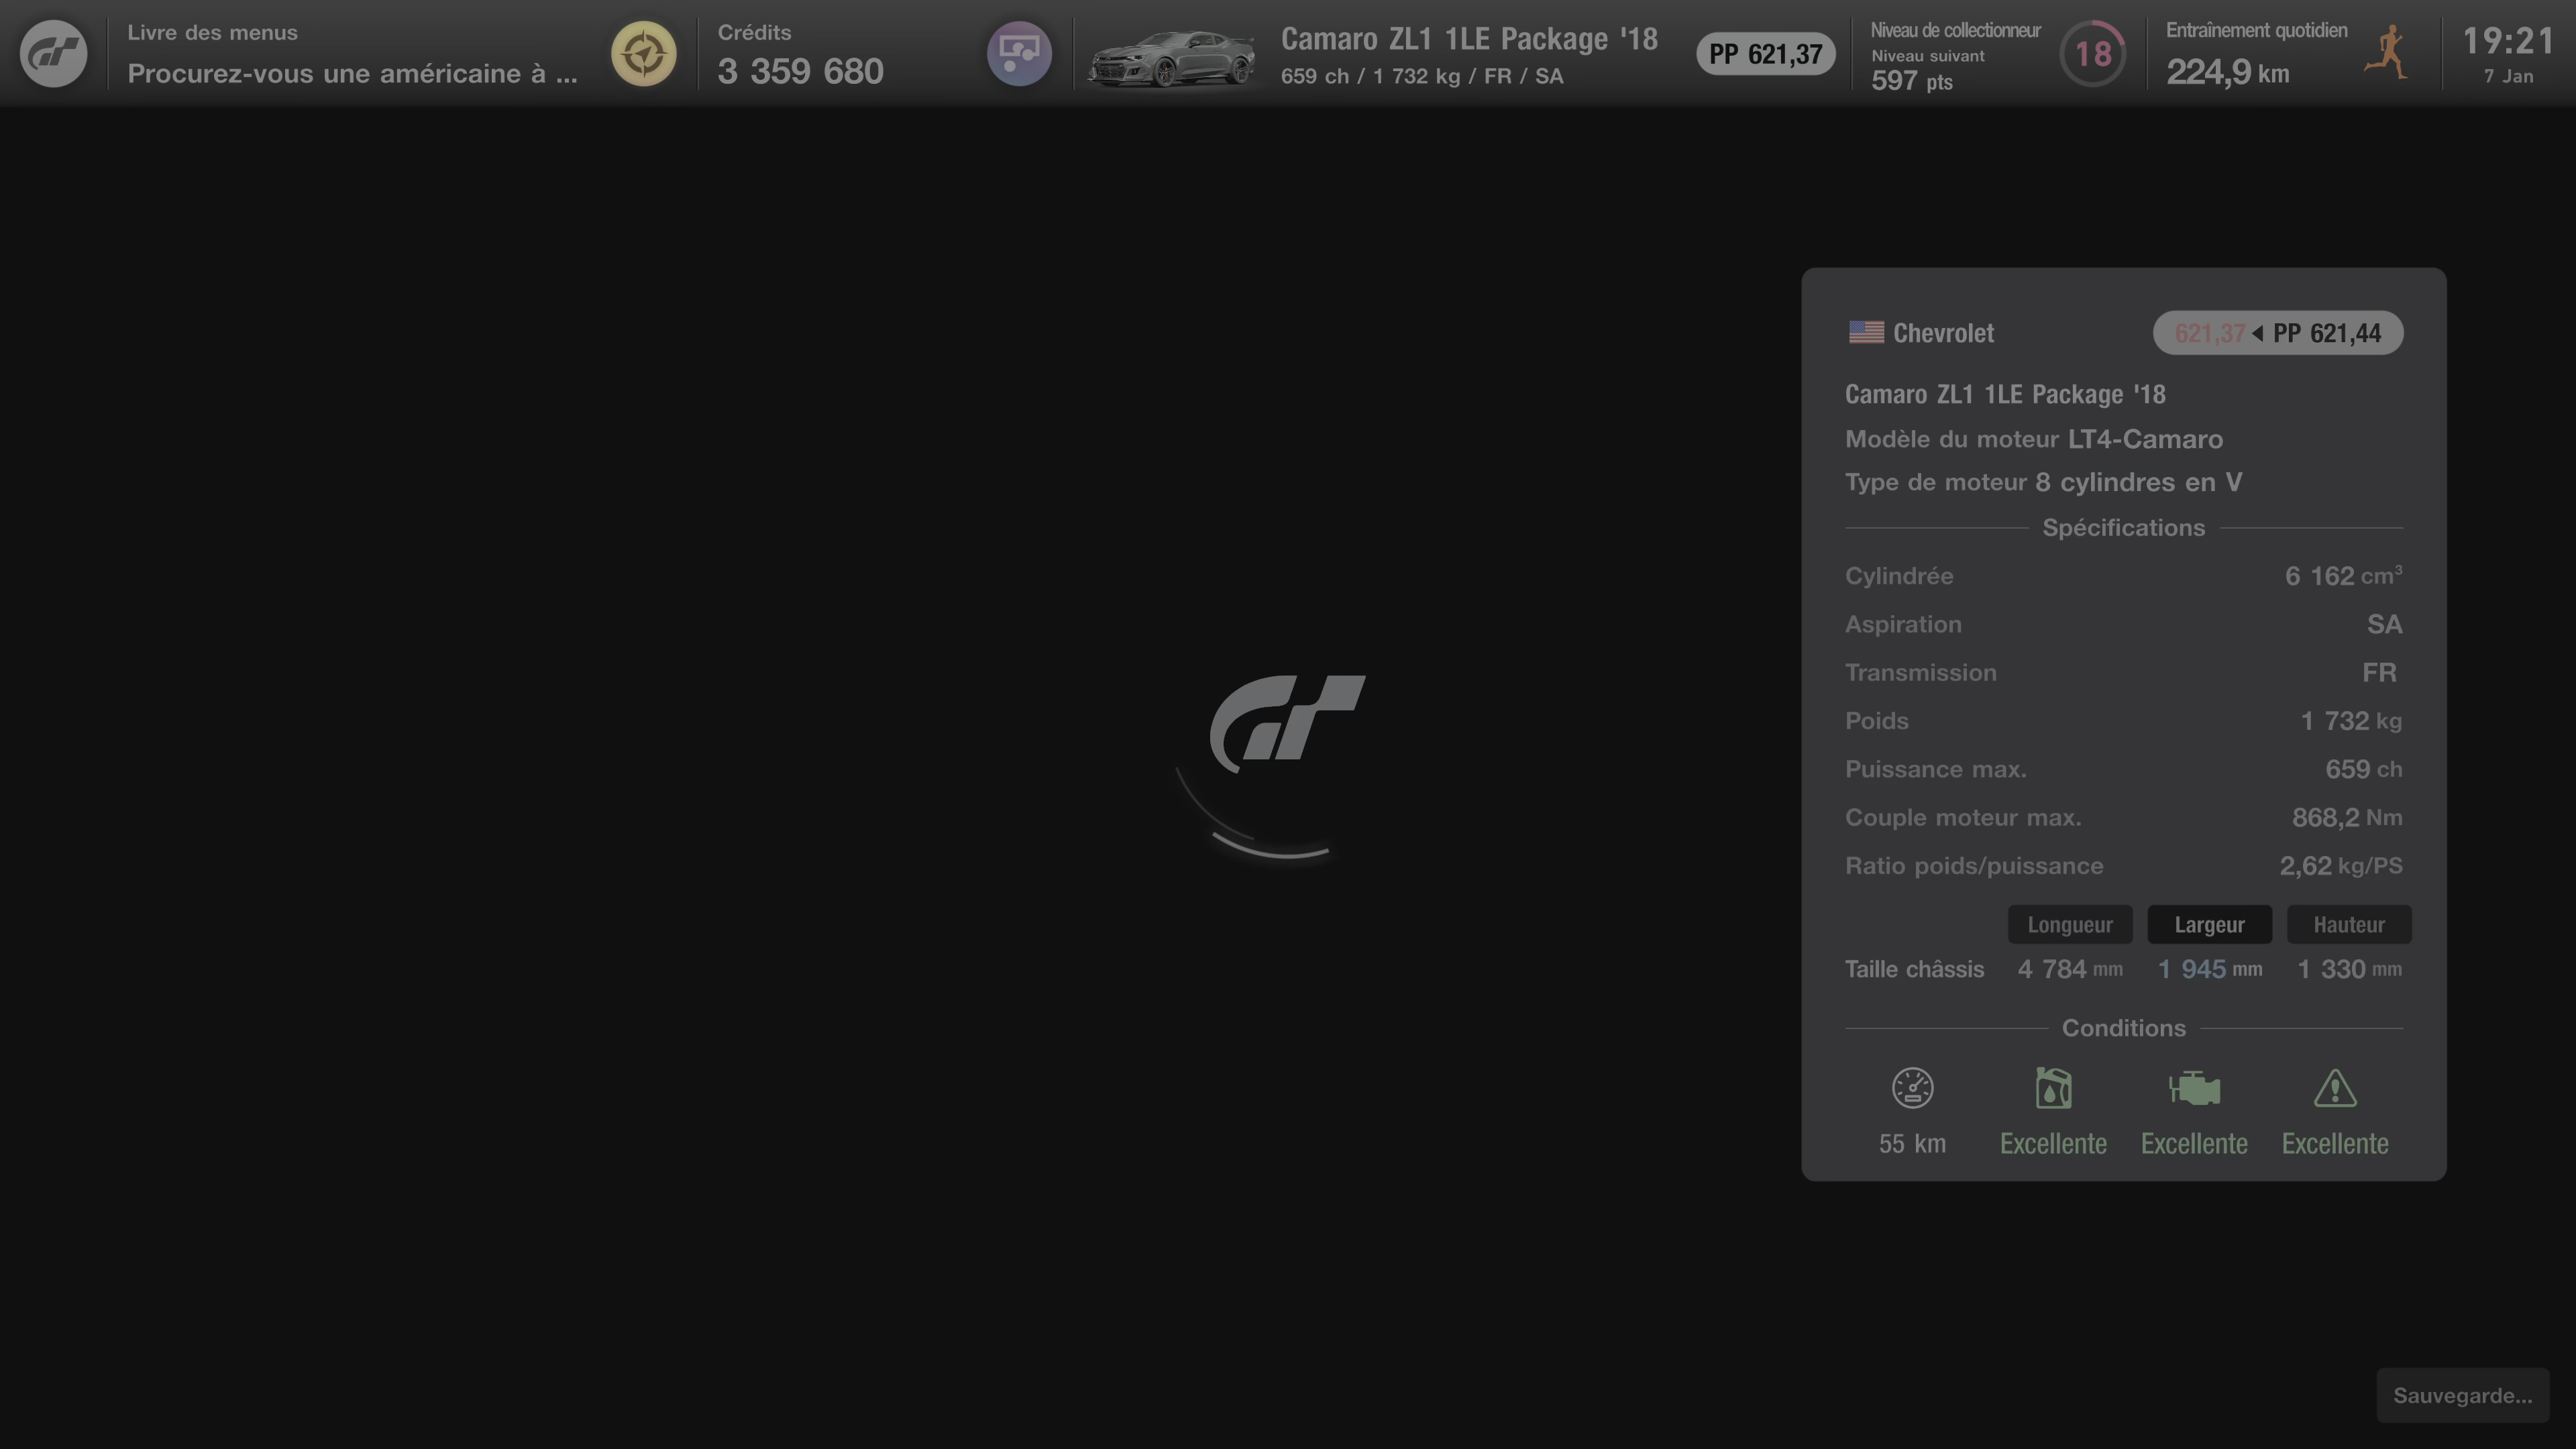 Livre des menus
Procurez-vous une américaine à ...
Crédits
3 359 680
Camaro ZL1 1LE Package '18
659 ch / 1 732 kg / FR / SA
PP 621,37
Niveau de collectionneur
Niveau suivant
597 pts
18
Entraînement quotidien
224,9 km
19:21
7 Jan
Chevrolet
621,37 ◀ PP 621,44
Camaro ZL1 1LE Package '18
Modèle du moteur LT4-Camaro
Type de moteur 8 cylindres en V
Spécifications
Cylindrée 6 162 cm³
Aspiration SA
Transmission FR
Poids 1 732 kg
Puissance max. 659 ch
Couple moteur max. 868,2 Nm
Ratio poids/puissance 2,62 kg/PS
Longueur Largeur Hauteur
Taille châssis 4 784 mm 1 945 mm 1 330 mm
Conditions
55 km Excellente Excellente Excellente
Sauvegarde...